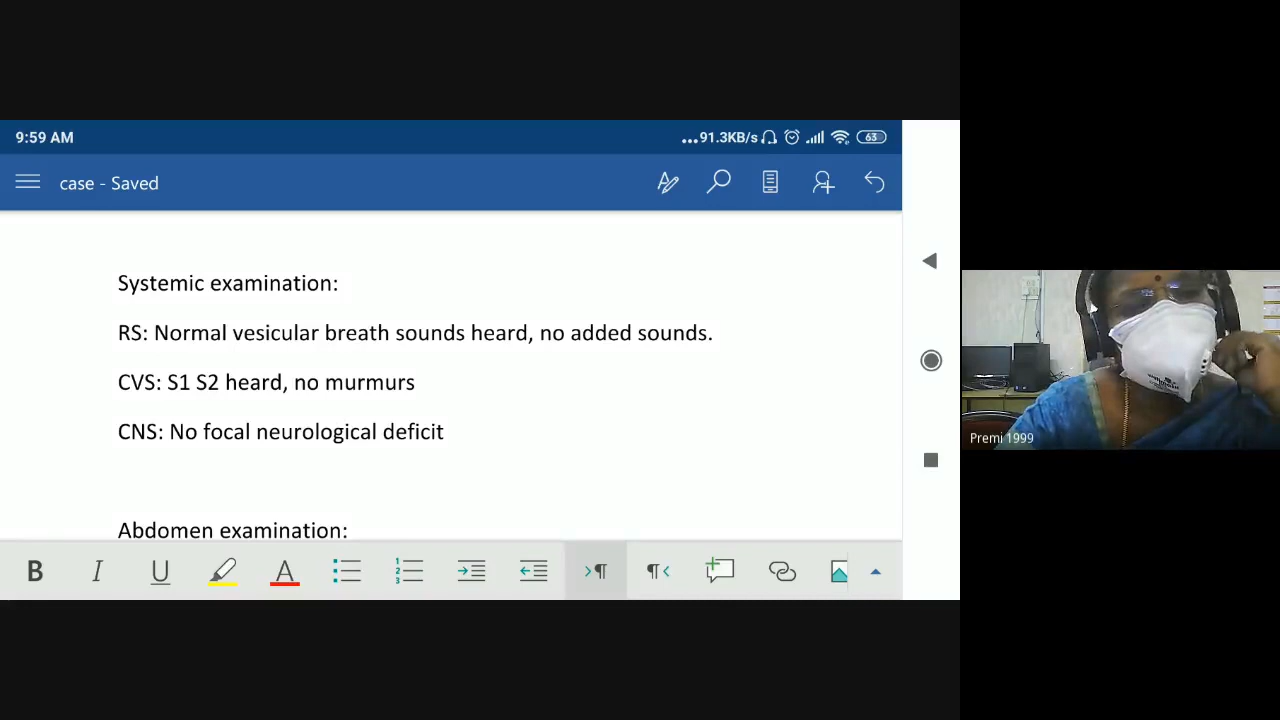 9:59 AM
...91.3KB/s
63
case - Saved
Systemic examination:
RS: Normal vesicular breath sounds heard, no added sounds.
CVS: S1 S2 heard, no murmurs
CNS: No focal neurological deficit
Abdomen examination:
B I U A
Premi 1999